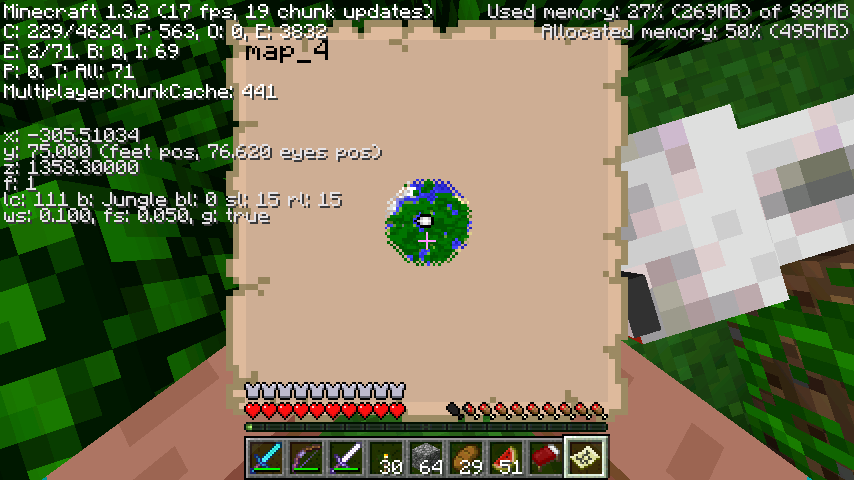 Minecraft 1.3.2 (17 fps, 19 chunk updates)
C: 239/4624. F: 563, O: 0, E: 3832
E: 2/71. B: 0, I: 69
P: 0. T: All: 71
MultiplayerChunkCache: 441
x: -305.51034
y: 75.000 (feet pos, 76.620 eyes pos)
z: 1358.30000
f: 1
lc: 111 b: Jungle bl: 0 sl: 15 rl: 15
ws: 0.100, fs: 0.050, g: true
Used memory: 27% (269MB) of 989MB
Allocated memory: 50% (495MB)
map_4
30 64 29 51